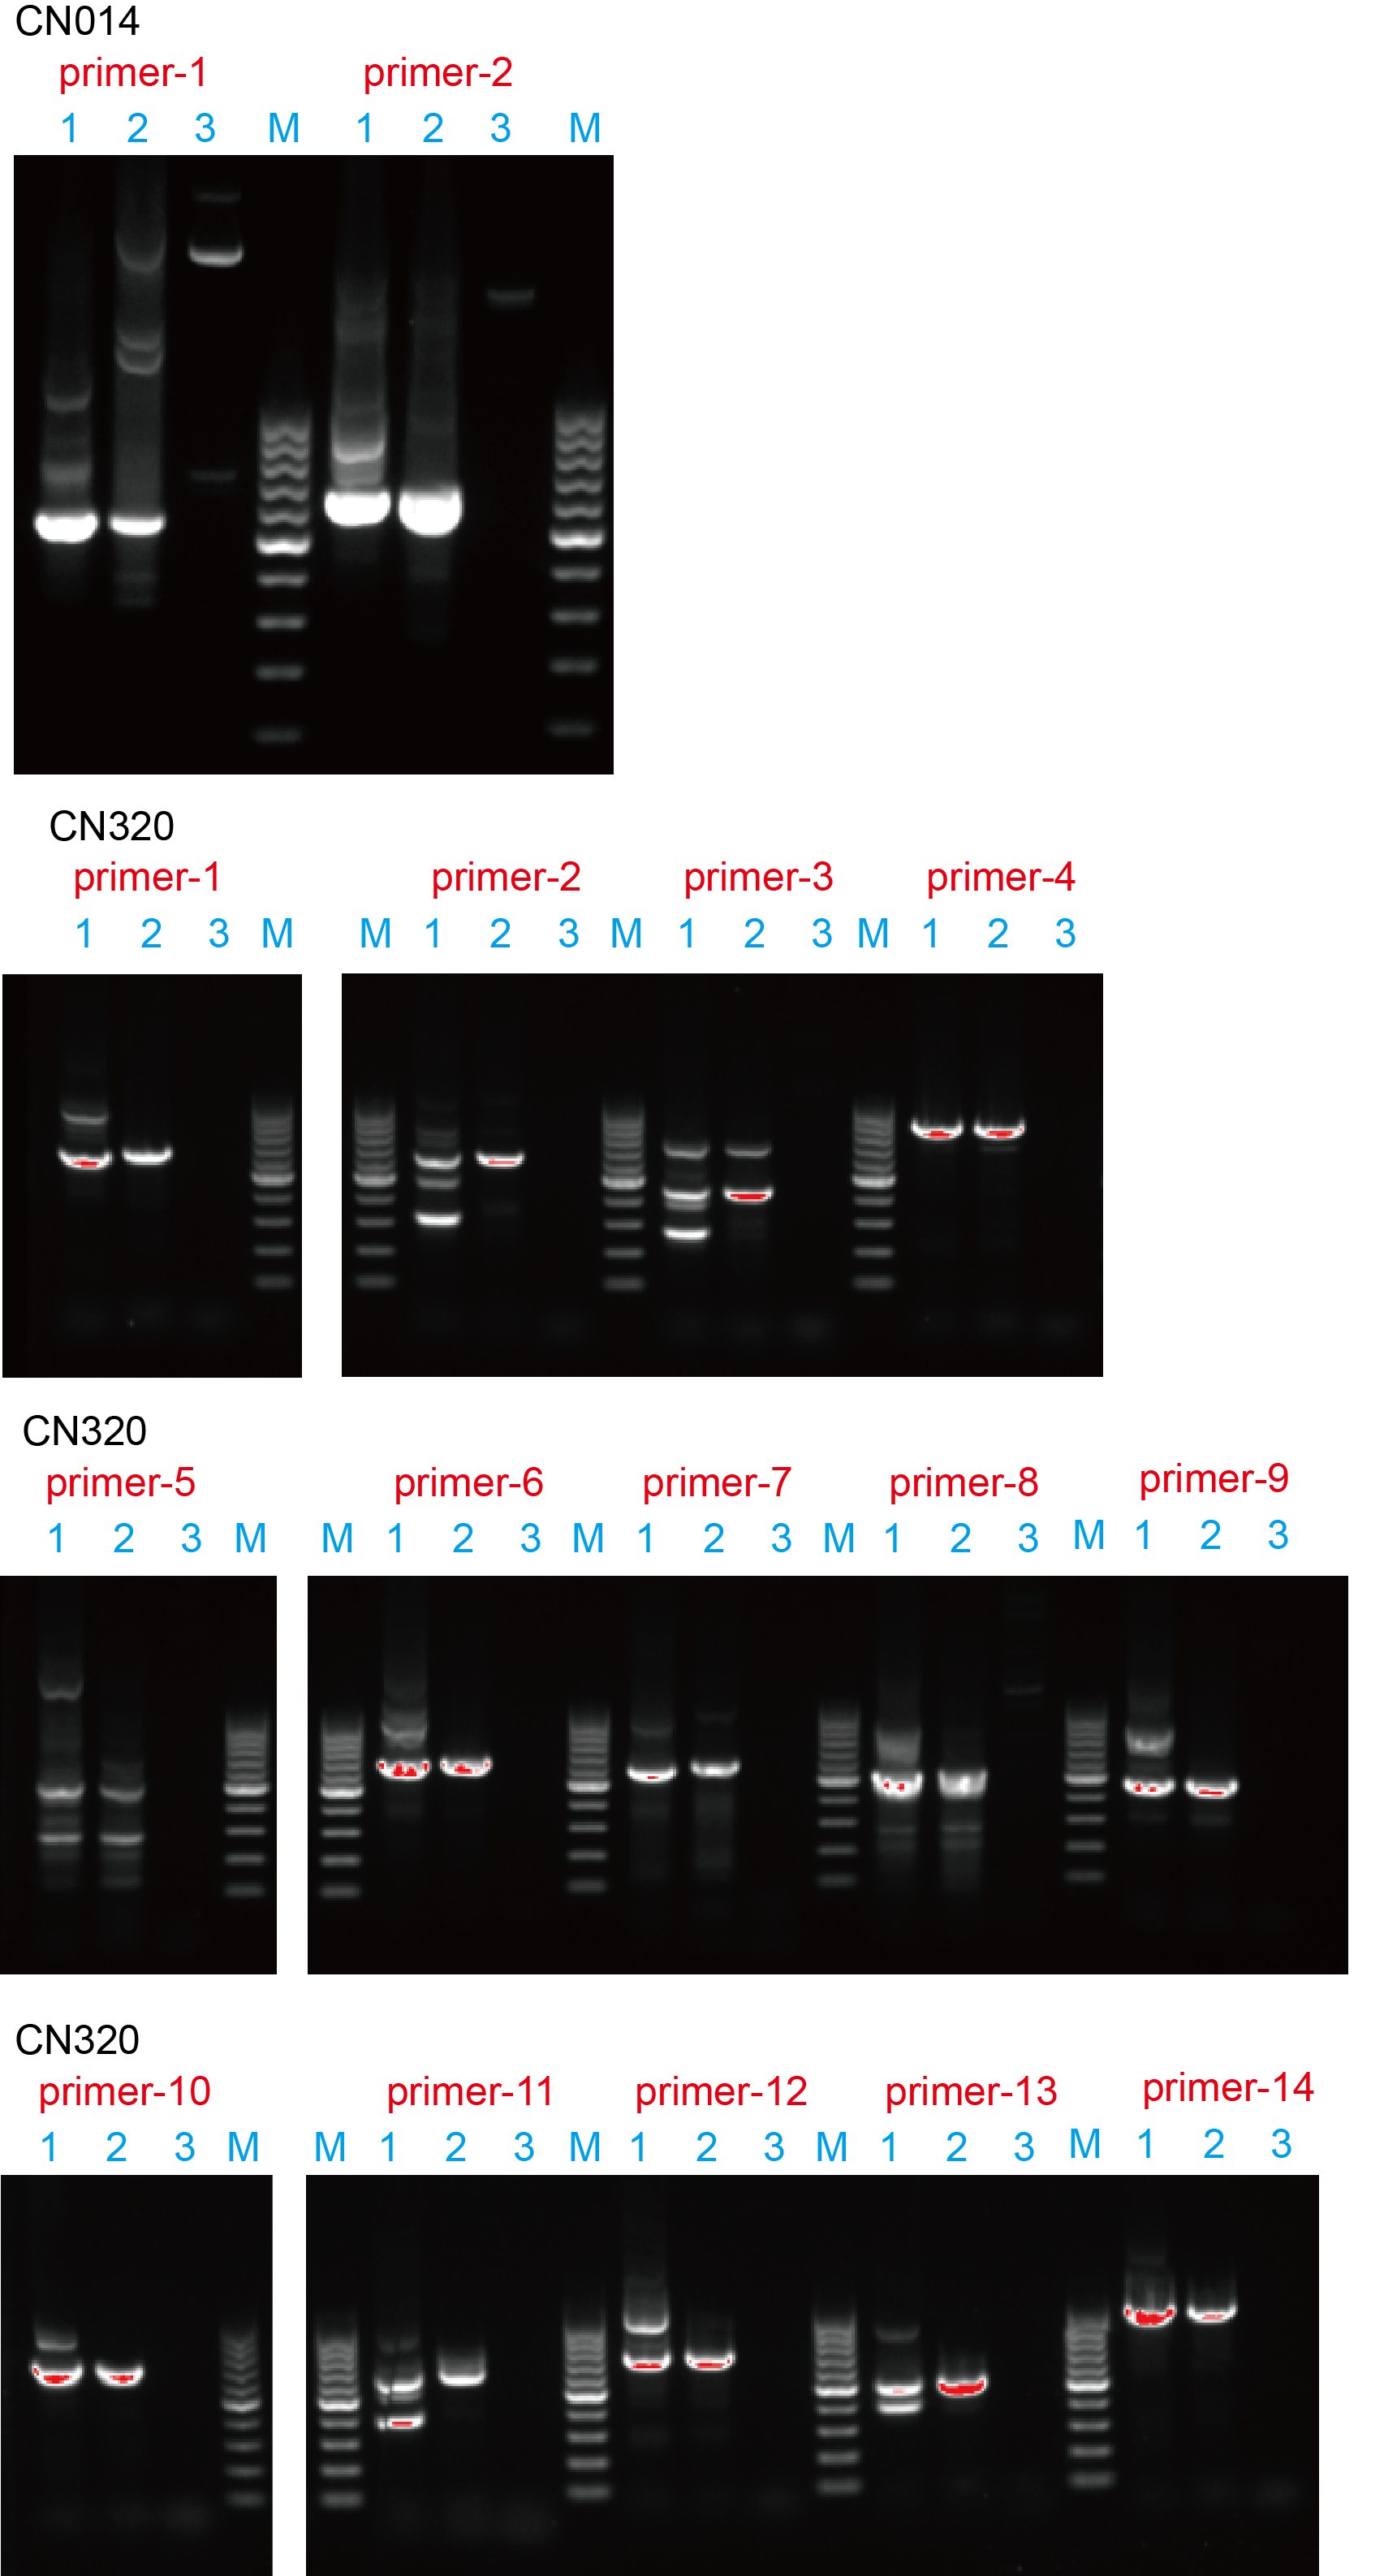 CN014
primer-1 primer-2
1 2 3 M 1 2 3 M
CN320
primer-1 primer-2 primer-3 primer-4
1 2 3 M M 1 2 3 M 1 2 3 M 1 2 3
CN320
primer-5 primer-6 primer-7 primer-8 primer-9
1 2 3 M M 1 2 3 M 1 2 3 M 1 2 3 M 1 2 3
CN320
primer-10 primer-11 primer-12 primer-13 primer-14
1 2 3 M M 1 2 3 M 1 2 3 M 1 2 3 M 1 2 3